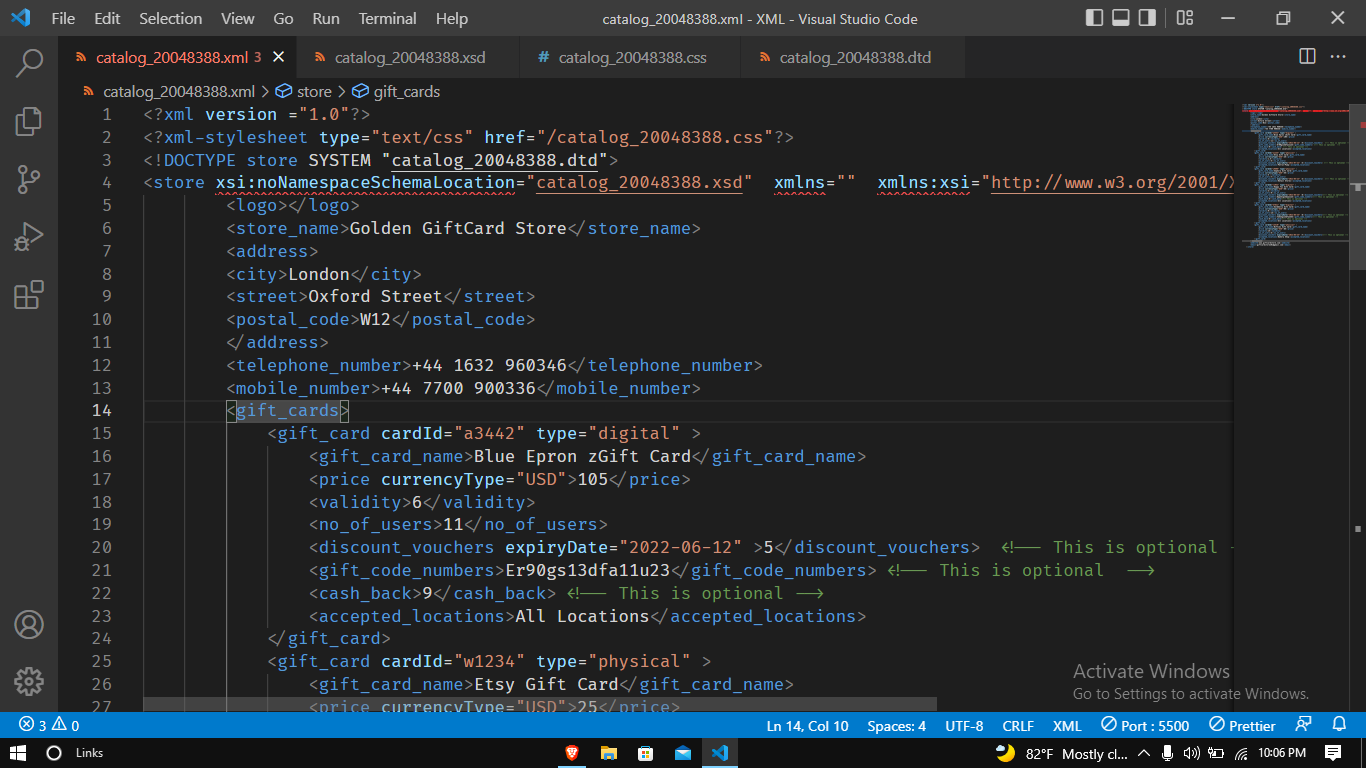 File Edit Selection View Go Run Terminal Help catalog_20048388.xml - XML - Visual Studio Code
catalog_20048388.xml 3 catalog_20048388.xsd # catalog_20048388.css catalog_20048388.dtd
catalog_20048388.xml > store > gift_cards
1 <?xml version ="1.0"?>
2 <?xml-stylesheet type="text/css" href="/catalog_20048388.css"?>
3 <!DOCTYPE store SYSTEM "catalog_20048388.dtd">
4 <store xsi:noNamespaceSchemaLocation="catalog_20048388.xsd" xmlns="" xmlns:xsi="http://www.w3.org/2001/X
5 <logo></logo>
6 <store_name>Golden GiftCard Store</store_name>
7 <address>
8 <city>London</city>
9 <street>Oxford Street</street>
10 <postal_code>W12</postal_code>
11 </address>
12 <telephone_number>+44 1632 960346</telephone_number>
13 <mobile_number>+44 7700 900336</mobile_number>
14 <gift_cards>
15 <gift_card cardId="a3442" type="digital" >
16 <gift_card_name>Blue Epron zGift Card</gift_card_name>
17 <price currencyType="USD">105</price>
18 <validity>6</validity>
19 <no_of_users>11</no_of_users>
20 <discount_vouchers expiryDate="2022-06-12" >5</discount_vouchers> <!-- This is optional -
21 <gift_code_numbers>Er90gs13dfa11u23</gift_code_numbers> <!-- This is optional -->
22 <cash_back>9</cash_back> <!-- This is optional -->
23 <accepted_locations>All Locations</accepted_locations>
24 </gift_card>
25 <gift_card cardId="w1234" type="physical" >
26 <gift_card_name>Etsy Gift Card</gift_card_name>
27 <price currencyType="USD">25</price>
Activate Windows
Go to Settings to activate Windows.
3 0 Ln 14, Col 10 Spaces: 4 UTF-8 CRLF XML Port : 5500 Prettier
Links 82°F Mostly cl... 10:06 PM